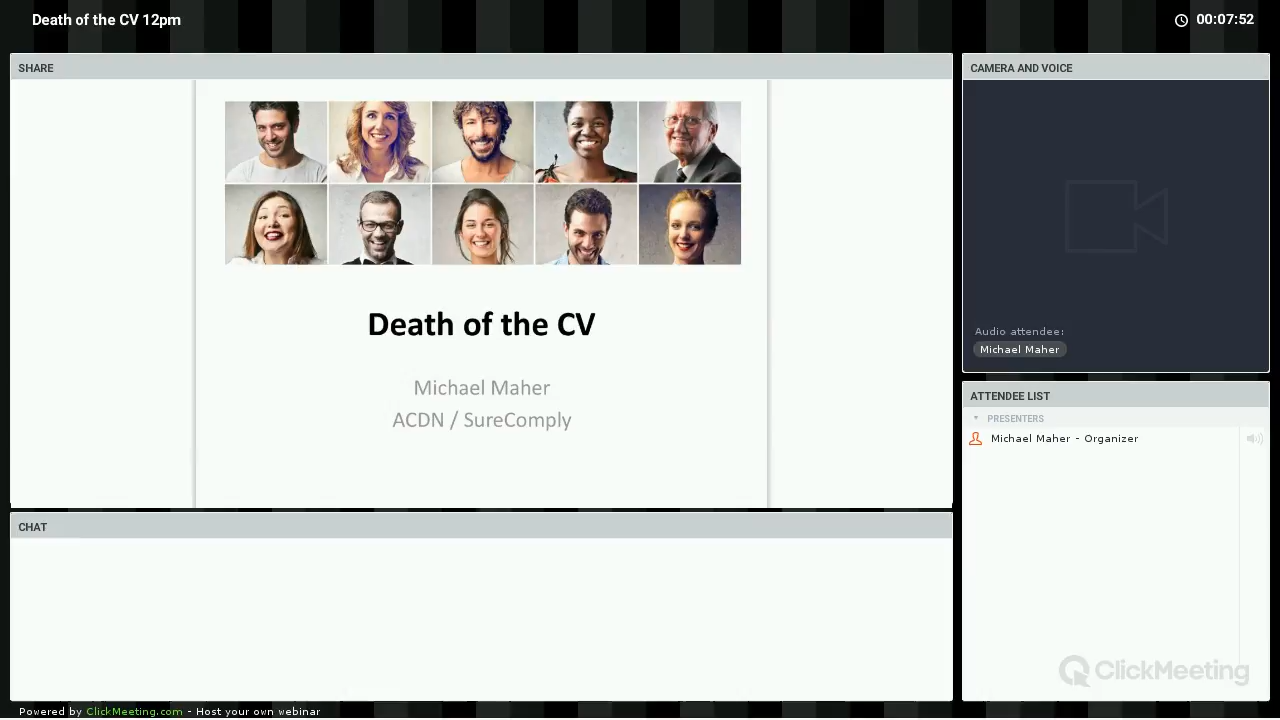 Death of the CV 12pm
00:07:52
SHARE
Death of the CV
Michael Maher
ACDN / SureComply
CHAT
CAMERA AND VOICE
Audio attendee:
Michael Maher
ATTENDEE LIST
PRESENTERS
Michael Maher - Organizer
ClickMeeting
Powered by ClickMeeting.com - Host your own webinar